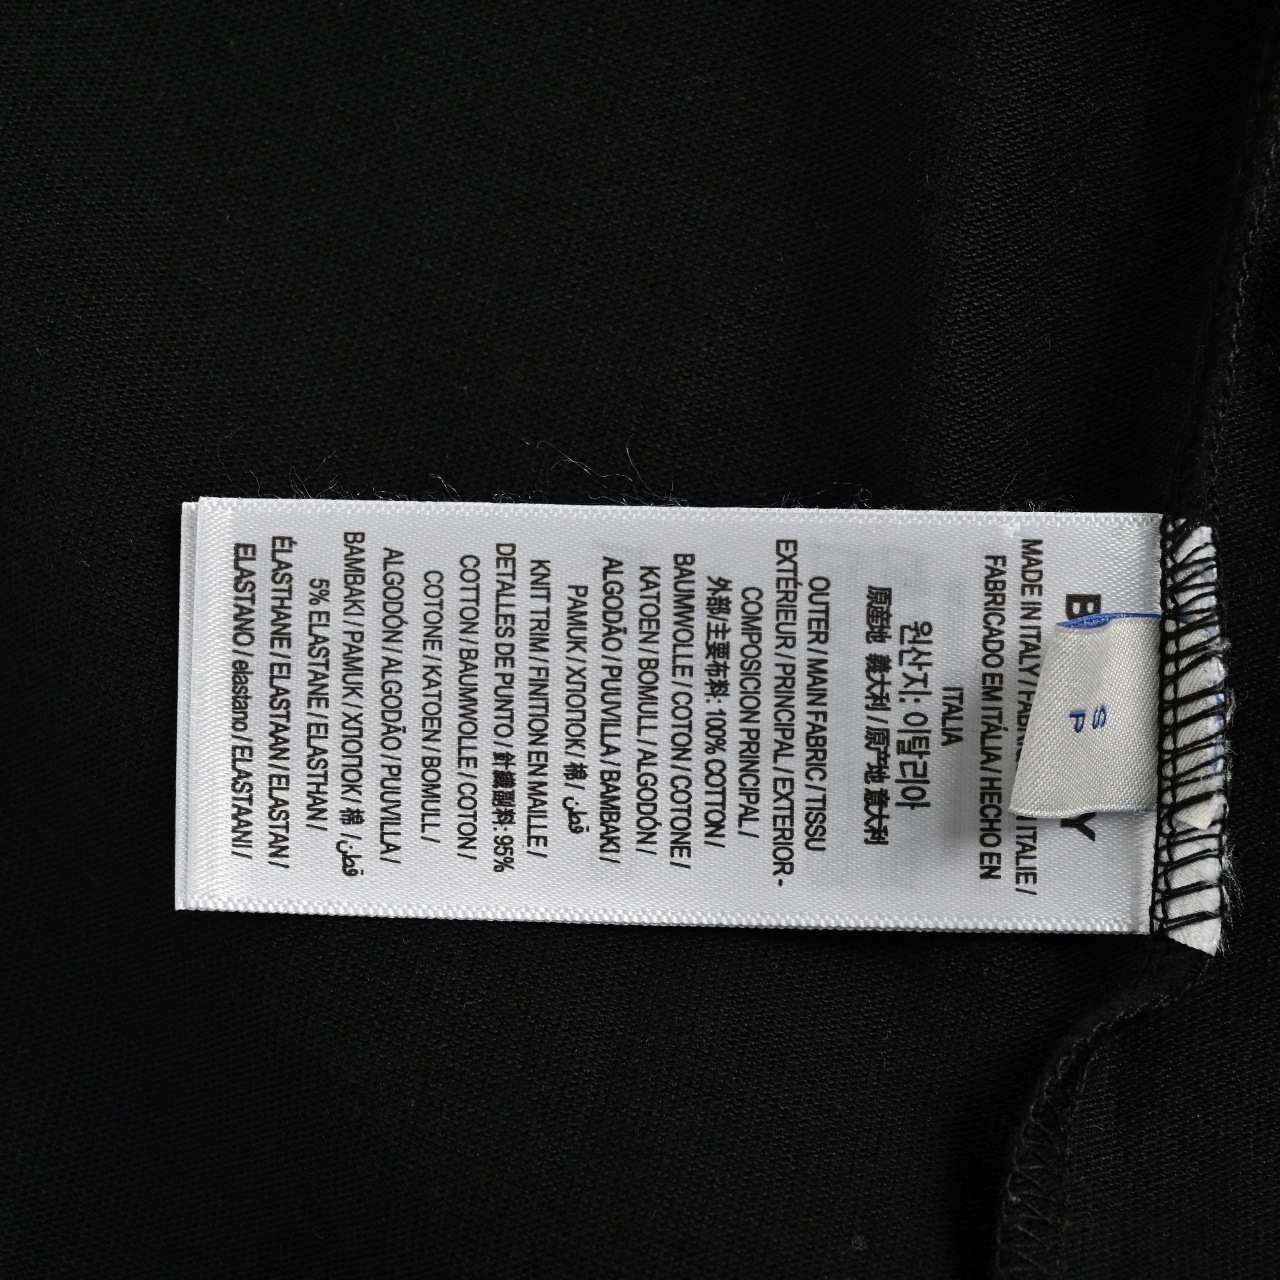 B Y
S
P
MADE IN ITALY / FABRI ITALIE /
FABRICADO EM ITÁLIA / HECHO EN
ITALIA
원산지: 이탈리아
原產地 義大利 / 原产地 意大利
OUTER / MAIN FABRIC / TISSU
EXTÉRIEUR / PRINCIPAL / EXTERIOR-
COMPOSICION PRINCIPAL /
外部/主要布料: 100% COTTON /
BAUMWOLLE / COTON / COTONE /
KATOEN / BOMULL / ALGODÓN /
ALGODÃO / PUUVILLA / BAMBAKI /
PAMUK / ХЛОПОК / 棉 / قطن
KNIT TRIM / FINITION EN MAILLE /
DETALLES DE PUNTO / 針織副料: 95%
COTTON / BAUMWOLLE / COTON /
COTONE / KATOEN / BOMULL /
ALGODÓN / ALGODÃO / PUUVILLA /
BAMBAKI / PAMUK / ХЛОПОК / 棉 / قطن /
5% ELASTANE / ELASTHAN /
ÉLASTHANE / ELASTAAN / ELASTAN /
ELASTANO / elastano / ELASTAANI /